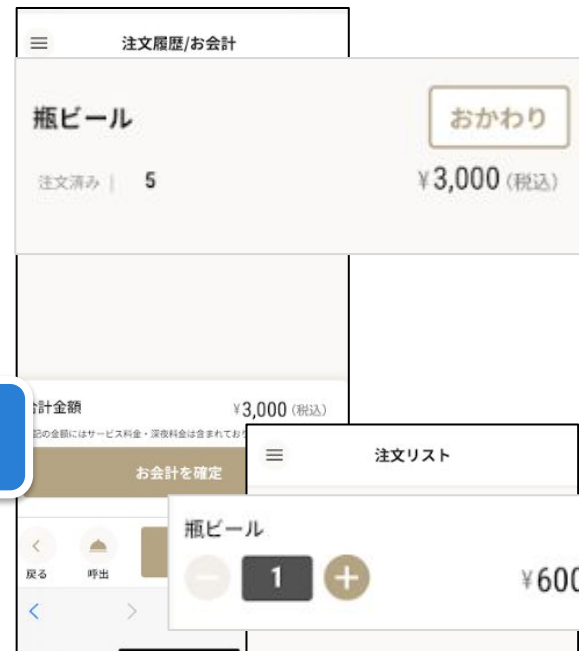 注文履歴/お会計
瓶ビール
おかわり
注文済み | 5
¥3,000(税込)
合計金額
¥3,000(税込)
記の金額にはサービス料金・深夜料金は含まれてお
お会計を確定
注文リスト
瓶ビール
1
¥600
戻る
呼出